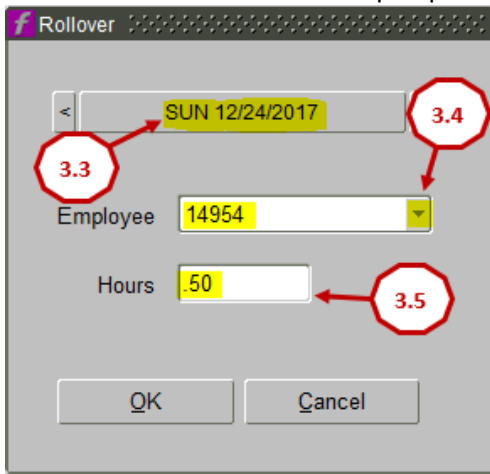 f Rollover
< SUN 12/24/2017
3.4
3.3
Employee 14954
Hours .50
3.5
OK Cancel